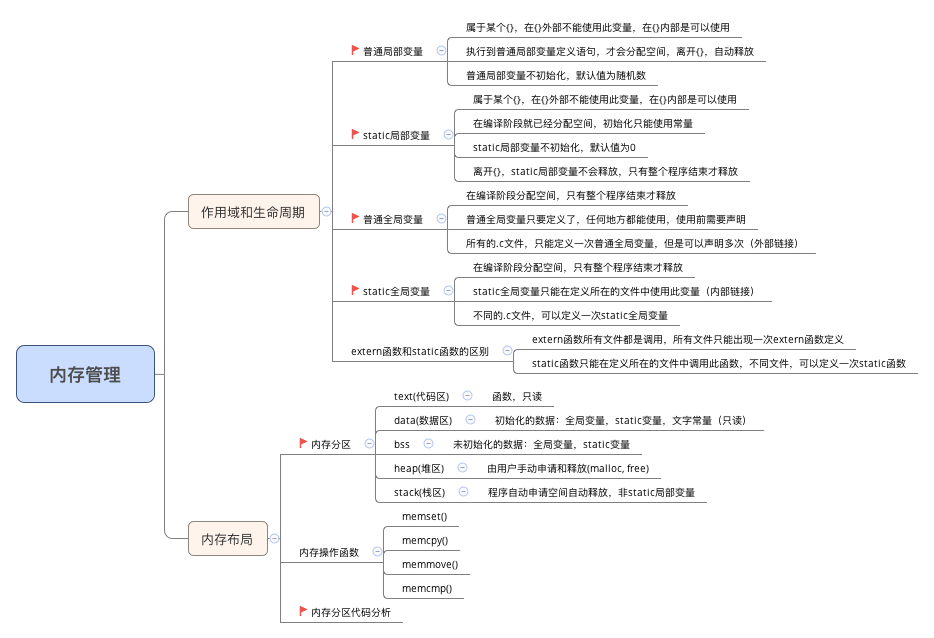 内存管理
作用域和生命周期
普通局部变量
属于某个{}，在{}外部不能使用此变量，在{}内部是可以使用
执行到普通局部变量定义语句，才会分配空间，离开{}，自动释放
普通局部变量不初始化，默认值为随机数
static局部变量
属于某个{}，在{}外部不能使用此变量，在{}内部是可以使用
在编译阶段就已经分配空间，初始化只能使用常量
static局部变量不初始化，默认值为0
离开{}，static局部变量不会释放，只有整个程序结束才释放
普通全局变量
在编译阶段分配空间，只有整个程序结束才释放
普通全局变量只要定义了，任何地方都能使用，使用前需要声明
所有的.c文件，只能定义一次普通全局变量，但是可以声明多次（外部链接）
static全局变量
在编译阶段分配空间，只有整个程序结束才释放
static全局变量只能在定义所在的文件中使用此变量（内部链接）
不同的.c文件，可以定义一次static全局变量
extern函数和static函数的区别
extern函数所有文件都是调用，所有文件只能出现一次extern函数定义
static函数只能在定义所在的文件中调用此函数，不同文件，可以定义一次static函数
内存布局
内存分区
text(代码区)
函数，只读
data(数据区)
初始化的数据：全局变量，static变量，文字常量（只读）
bss
未初始化的数据：全局变量，static变量
heap(堆区)
由用户手动申请和释放(malloc, free)
stack(栈区)
程序自动申请空间自动释放，非static局部变量
内存操作函数
memset()
memcpy()
memmove()
memcmp()
内存分区代码分析